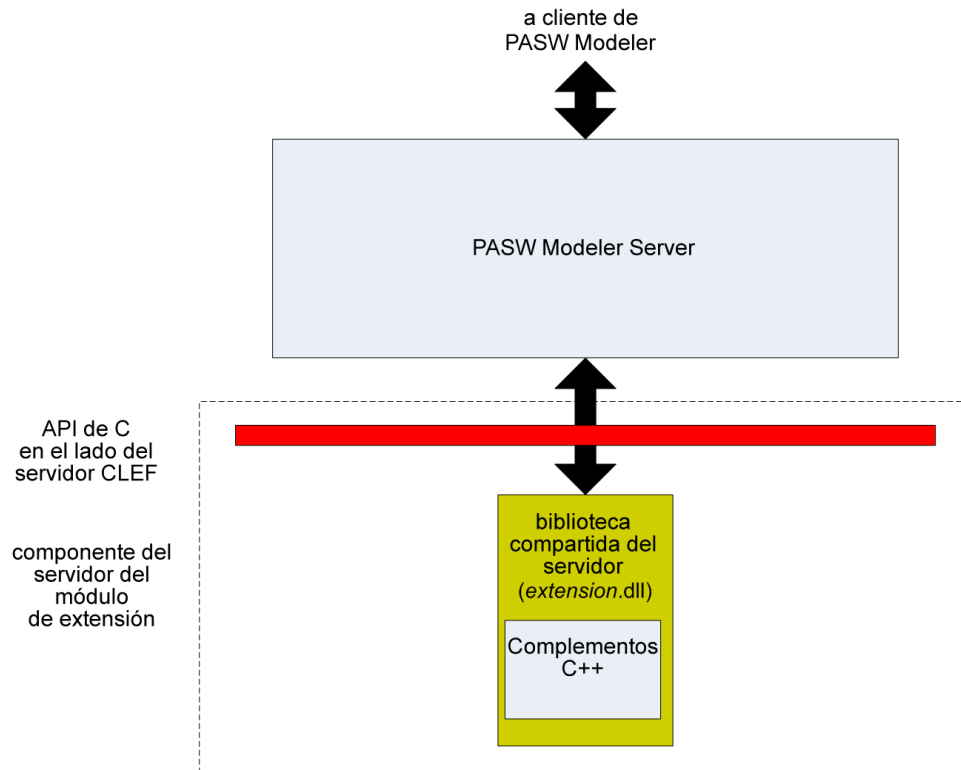 a cliente de
PASW Modeler
PASW Modeler Server
API de C
en el lado del
servidor CLEF
componente del
servidor del
módulo
de extensión
biblioteca
compartida del
servidor
(extension.dll)
Complementos
C++